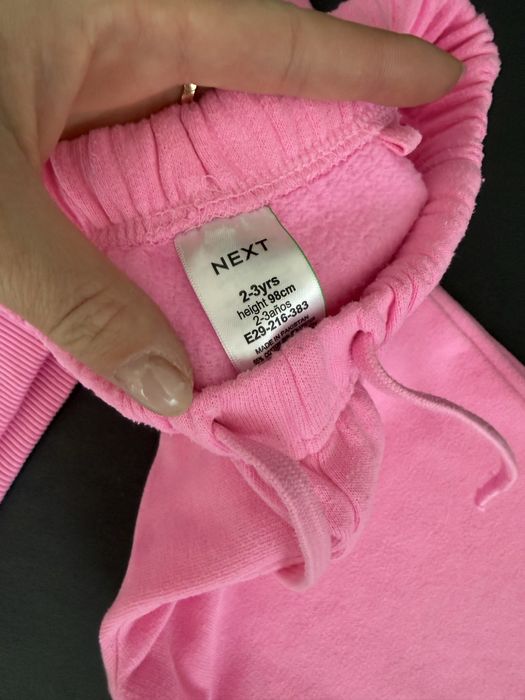 NEXT
2-3yrs
height 98cm
2-3años
E29-216-383
MADE IN PAKISTAN